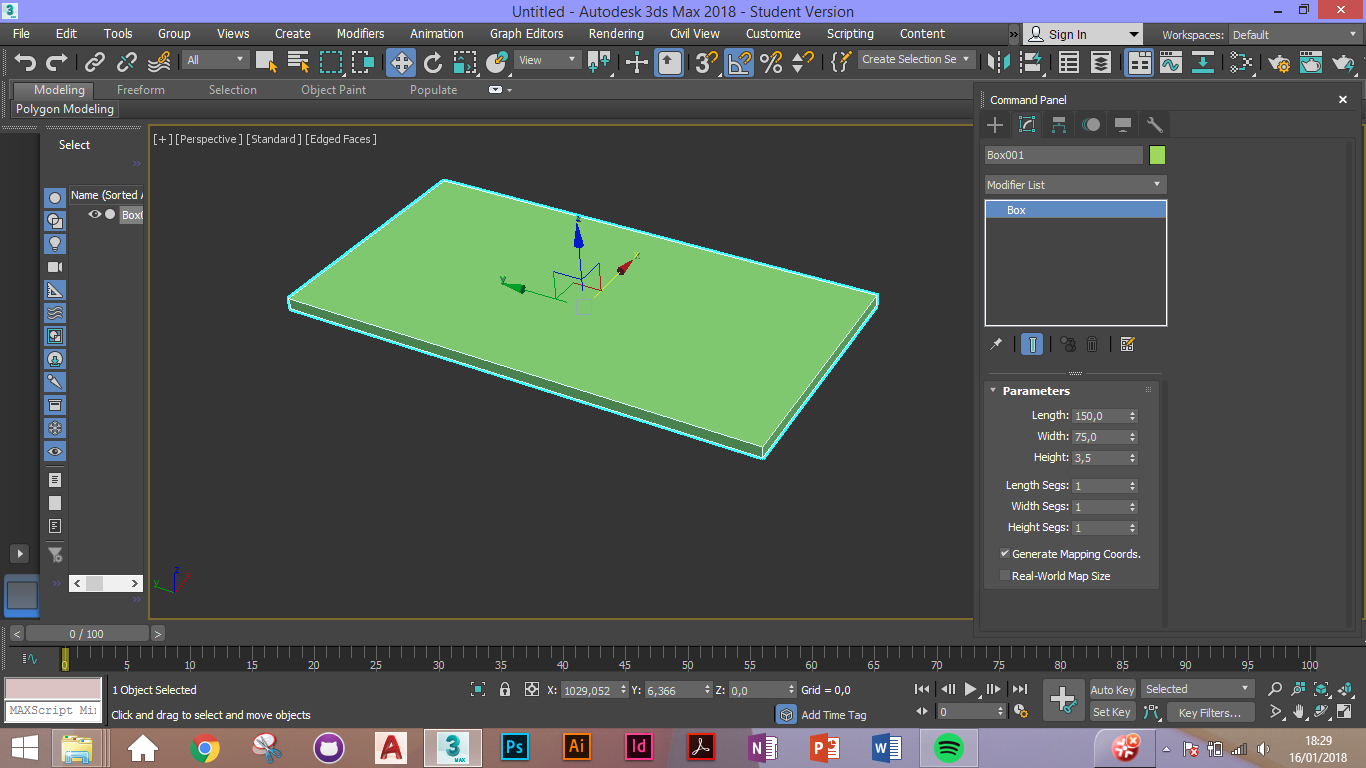 Untitled - Autodesk 3ds Max 2018 - Student Version
File Edit Tools Group Views Create Modifiers Animation Graph Editors Rendering Civil View Customize Scripting Content » Sign In Workspaces: Default
All View 3 % Create Selection Se
Modeling Freeform Selection Object Paint Populate
Polygon Modeling
Command Panel
Select
[+] [Perspective ] [Standard ] [Edged Faces ]
Box001
Modifier List
Name (Sorted A
Box0
Box
z
x
y
Parameters
Length: 150,0
Width: 75,0
Height: 3,5
Length Segs: 1
Width Segs: 1
Height Segs: 1
Generate Mapping Coords.
Real-World Map Size
z
y
0 / 100
0 5 10 15 20 25 30 35 40 45 50 55 60 65 70 75 80 85 90 95 100
1 Object Selected X: 1029,052 Y: 6,366 Z: 0,0 Grid = 0,0 Auto Key Selected
MAXScript Min Click and drag to select and move objects Add Time Tag 0 Set Key Key Filters...
A 3 MAX Ps Ai Id N P W
18:29
16/01/2018